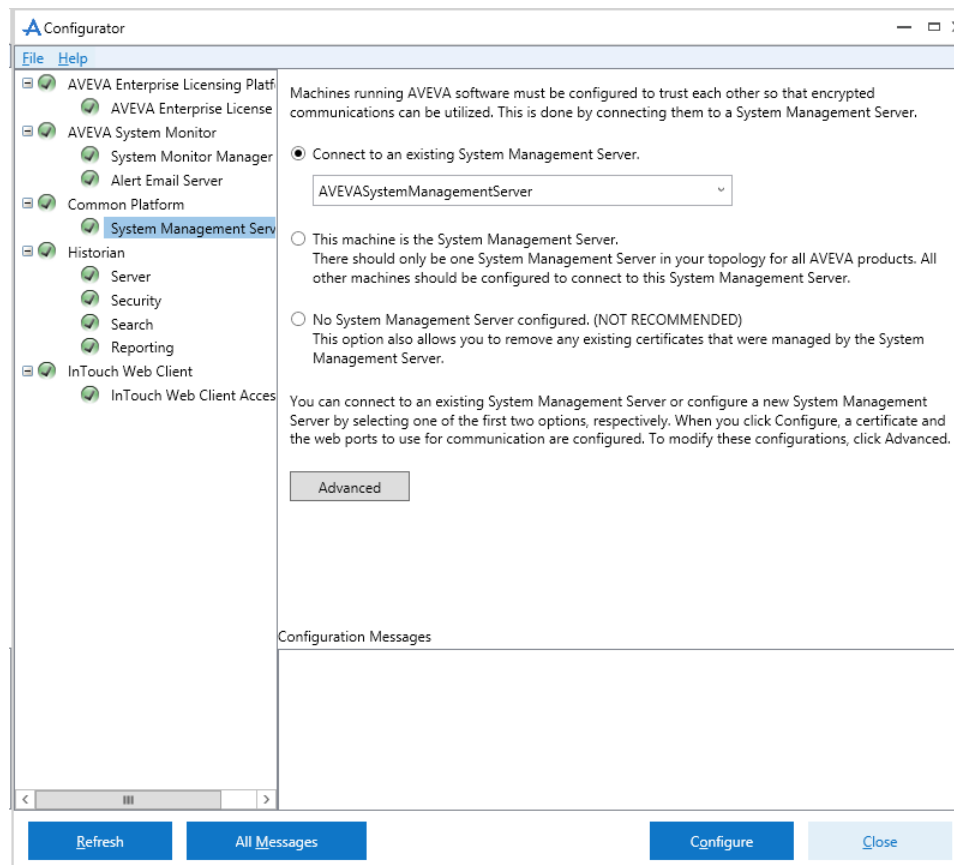 Configurator
File Help
AVEVA Enterprise Licensing Platf
AVEVA Enterprise License
AVEVA System Monitor
System Monitor Manager
Alert Email Server
Common Platform
System Management Serv
Historian
Server
Security
Search
Reporting
InTouch Web Client
InTouch Web Client Acces
Machines running AVEVA software must be configured to trust each other so that encrypted
communications can be utilized. This is done by connecting them to a System Management Server.
Connect to an existing System Management Server.
AVEVASystemManagementServer
This machine is the System Management Server.
There should only be one System Management Server in your topology for all AVEVA products. All
other machines should be configured to connect to this System Management Server.
No System Management Server configured. (NOT RECOMMENDED)
This option also allows you to remove any existing certificates that were managed by the System
Management Server.
You can connect to an existing System Management Server or configure a new System Management
Server by selecting one of the first two options, respectively. When you click Configure, a certificate and
the web ports to use for communication are configured. To modify these configurations, click Advanced.
Advanced
Configuration Messages
Refresh
All Messages
Configure
Close